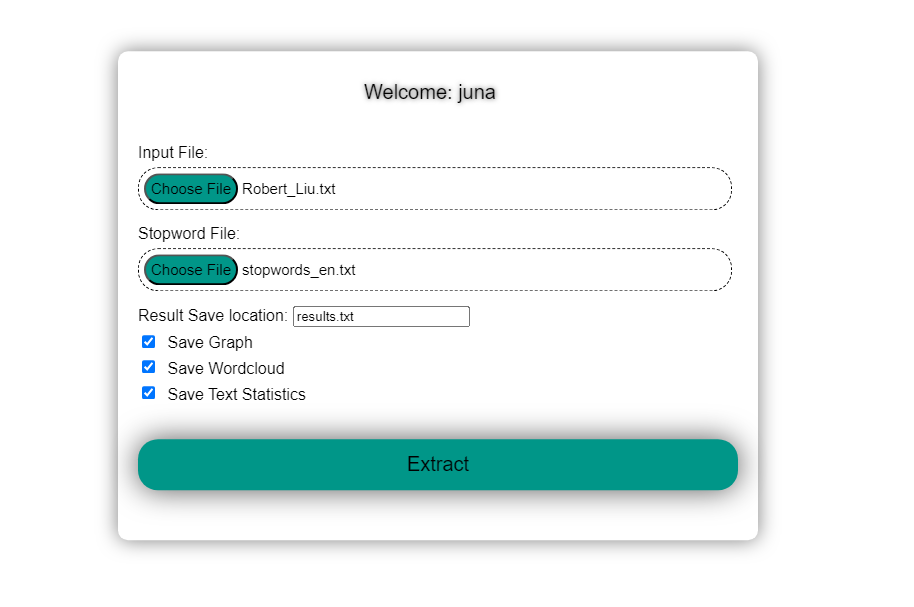 Welcome: juna
Input File:
Choose File Robert_Liu.txt
Stopword File:
Choose File stopwords_en.txt
Result Save location: results.txt
Save Graph
Save Wordcloud
Save Text Statistics
Extract